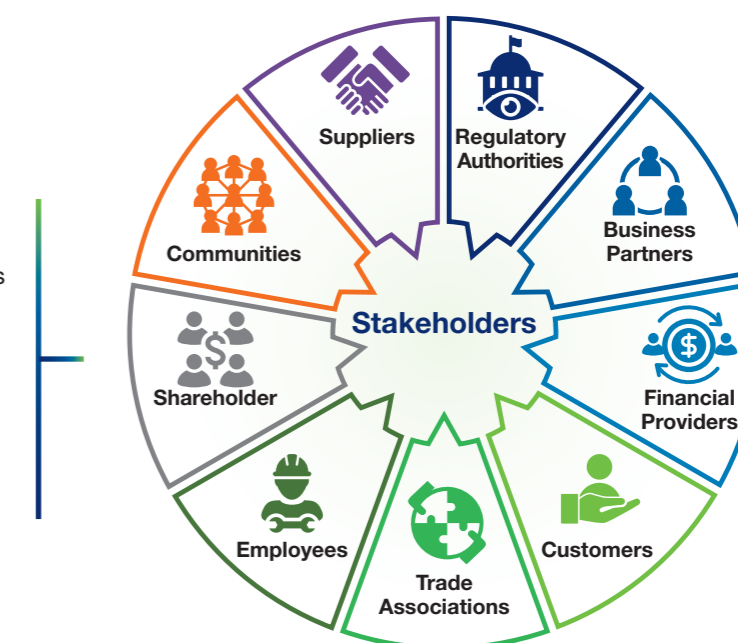 Suppliers
Regulatory
Authorities
Business
Partners
Communities
Stakeholders
Shareholder
Financial
Providers
Employees
Customers
Trade
Associations